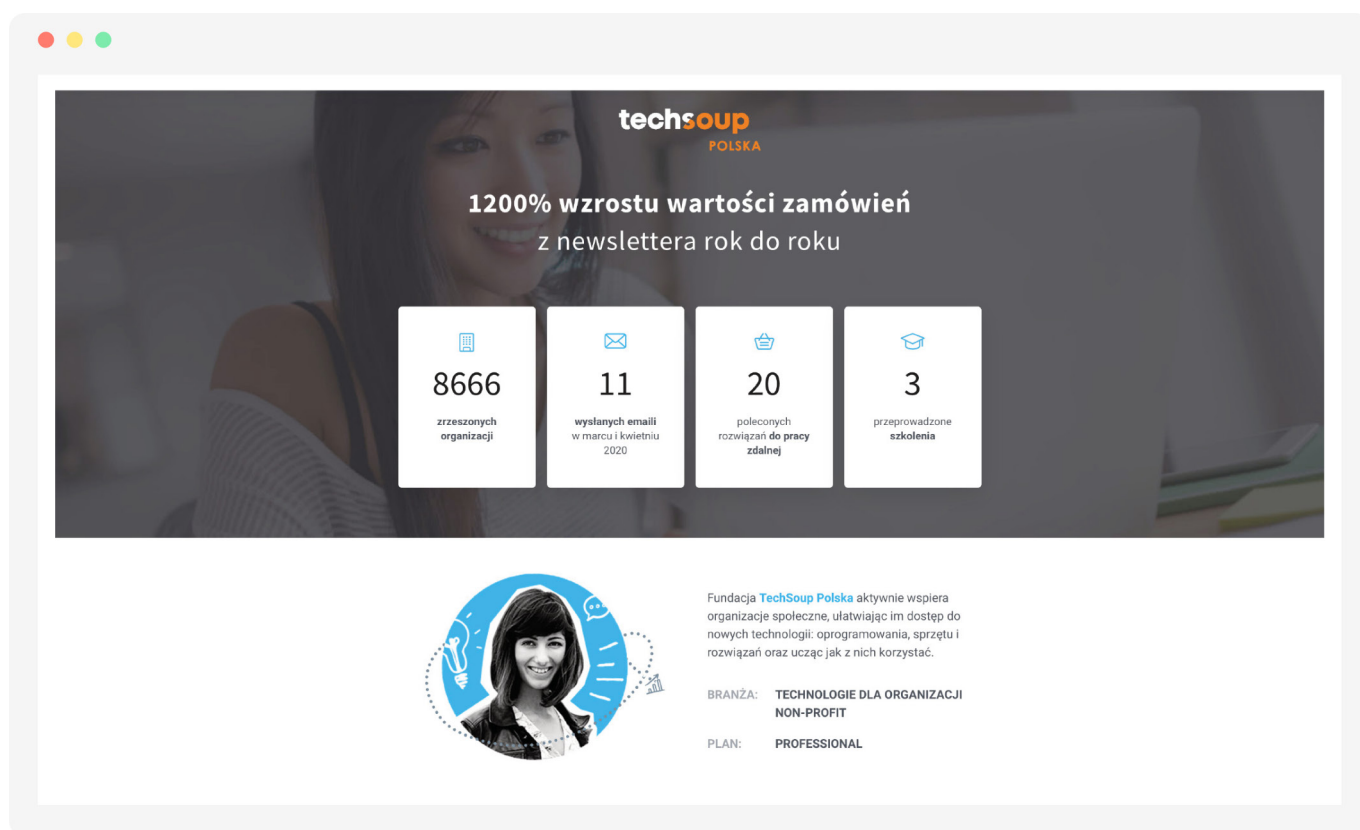 techsoup
POLSKA
1200% wzrostu wartości zamówień
z newslettera rok do roku
8666
zrzeszonych
organizacji
11
wysłanych emaili
w marcu i kwietniu
2020
20
poleconych
rozwiązań do pracy
zdalnej
3
przeprowadzone
szkolenia
Fundacja TechSoup Polska aktywnie wspiera
organizacje społeczne, ułatwiając im dostęp do
nowych technologii: oprogramowania, sprzętu i
rozwiązań oraz ucząc jak z nich korzystać.
BRANŻA: TECHNOLOGIE DLA ORGANIZACJI
NON-PROFIT
PLAN: PROFESSIONAL